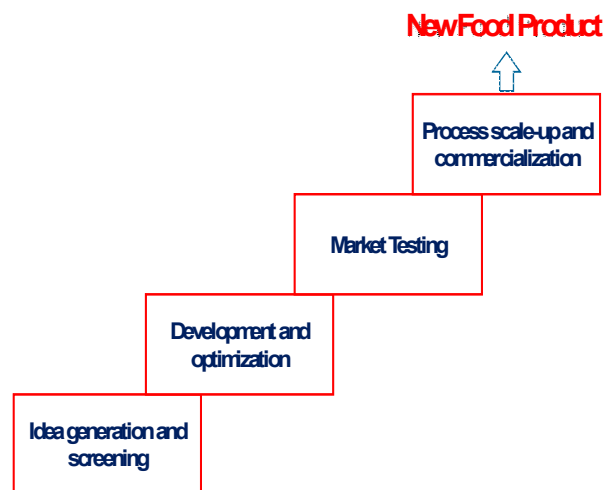 New Food Product
Process scale-up and
commercialization
Market Testing
Development and
optimization
Idea generation and
screening